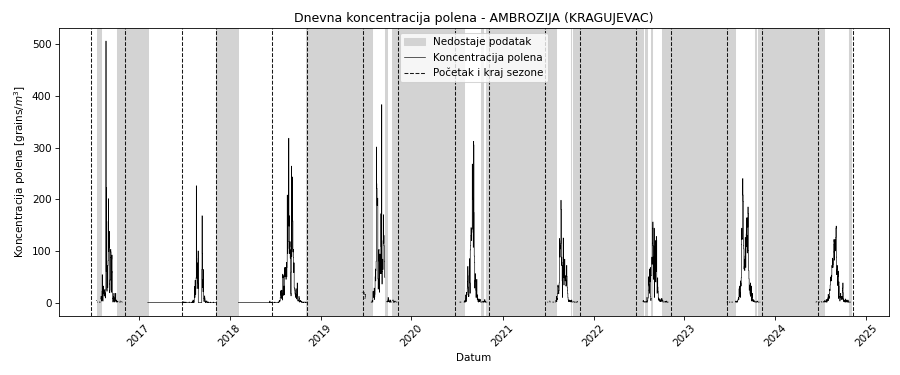 Dnevna koncentracija polena - AMBROZIJA (KRAGUJEVAC)
Nedostaje podatak
Koncentracija polena
Početak i kraj sezone
Koncentracija polena [grains/m³]
500
400
300
200
100
0
2017
2018
2019
2020
2021
2022
2023
2024
2025
Datum